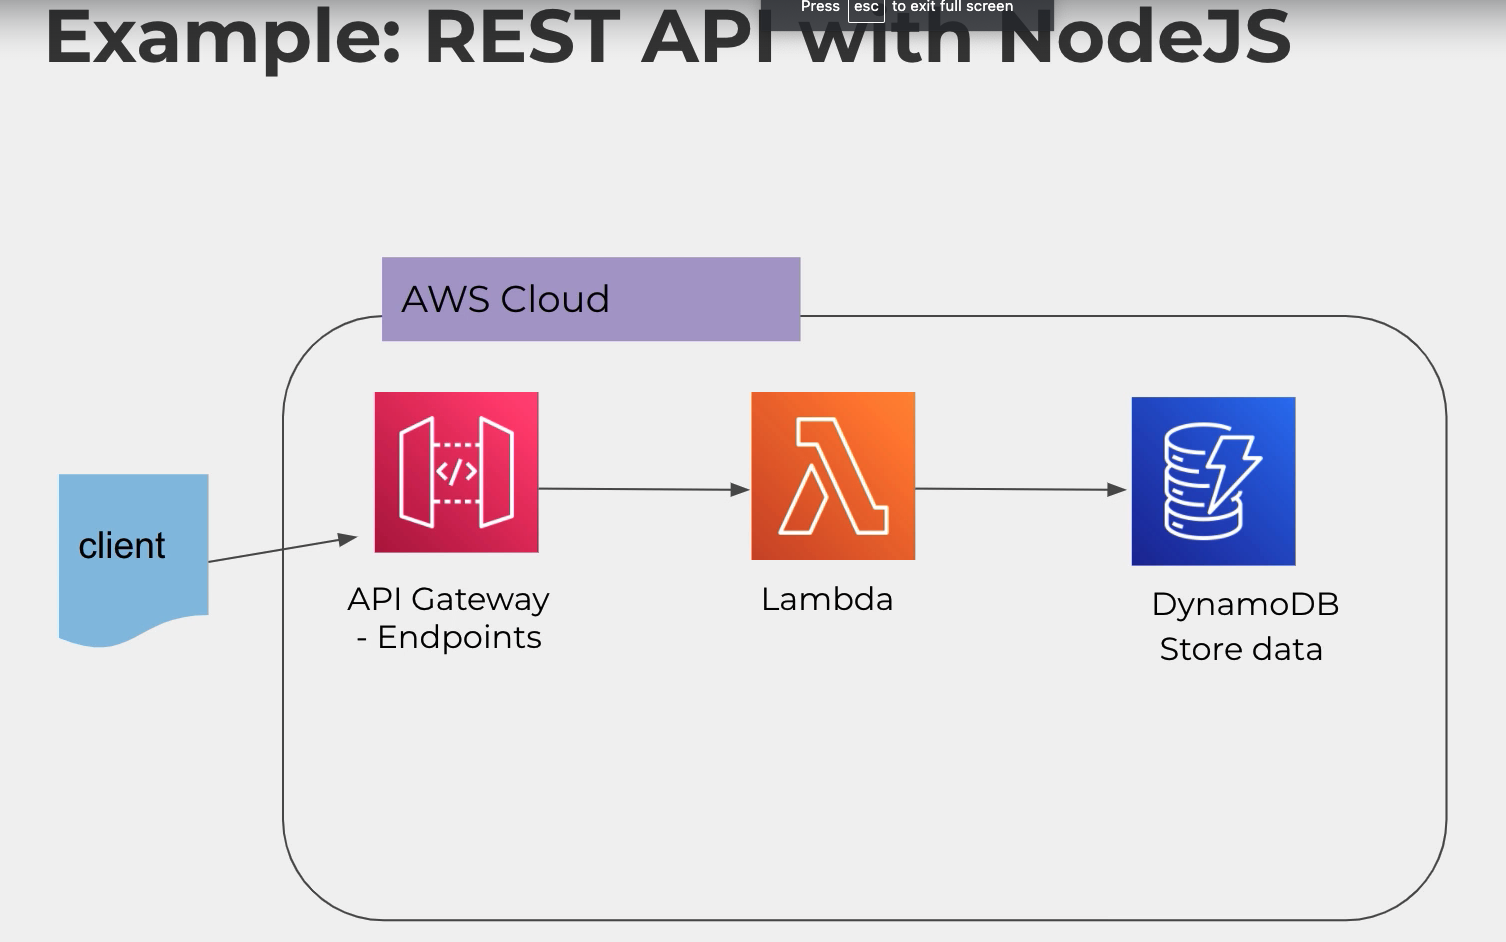 Press esc to exit full screen
Example: REST API with NodeJS
AWS Cloud
client
</>
API Gateway
- Endpoints
Lambda
DynamoDB
Store data